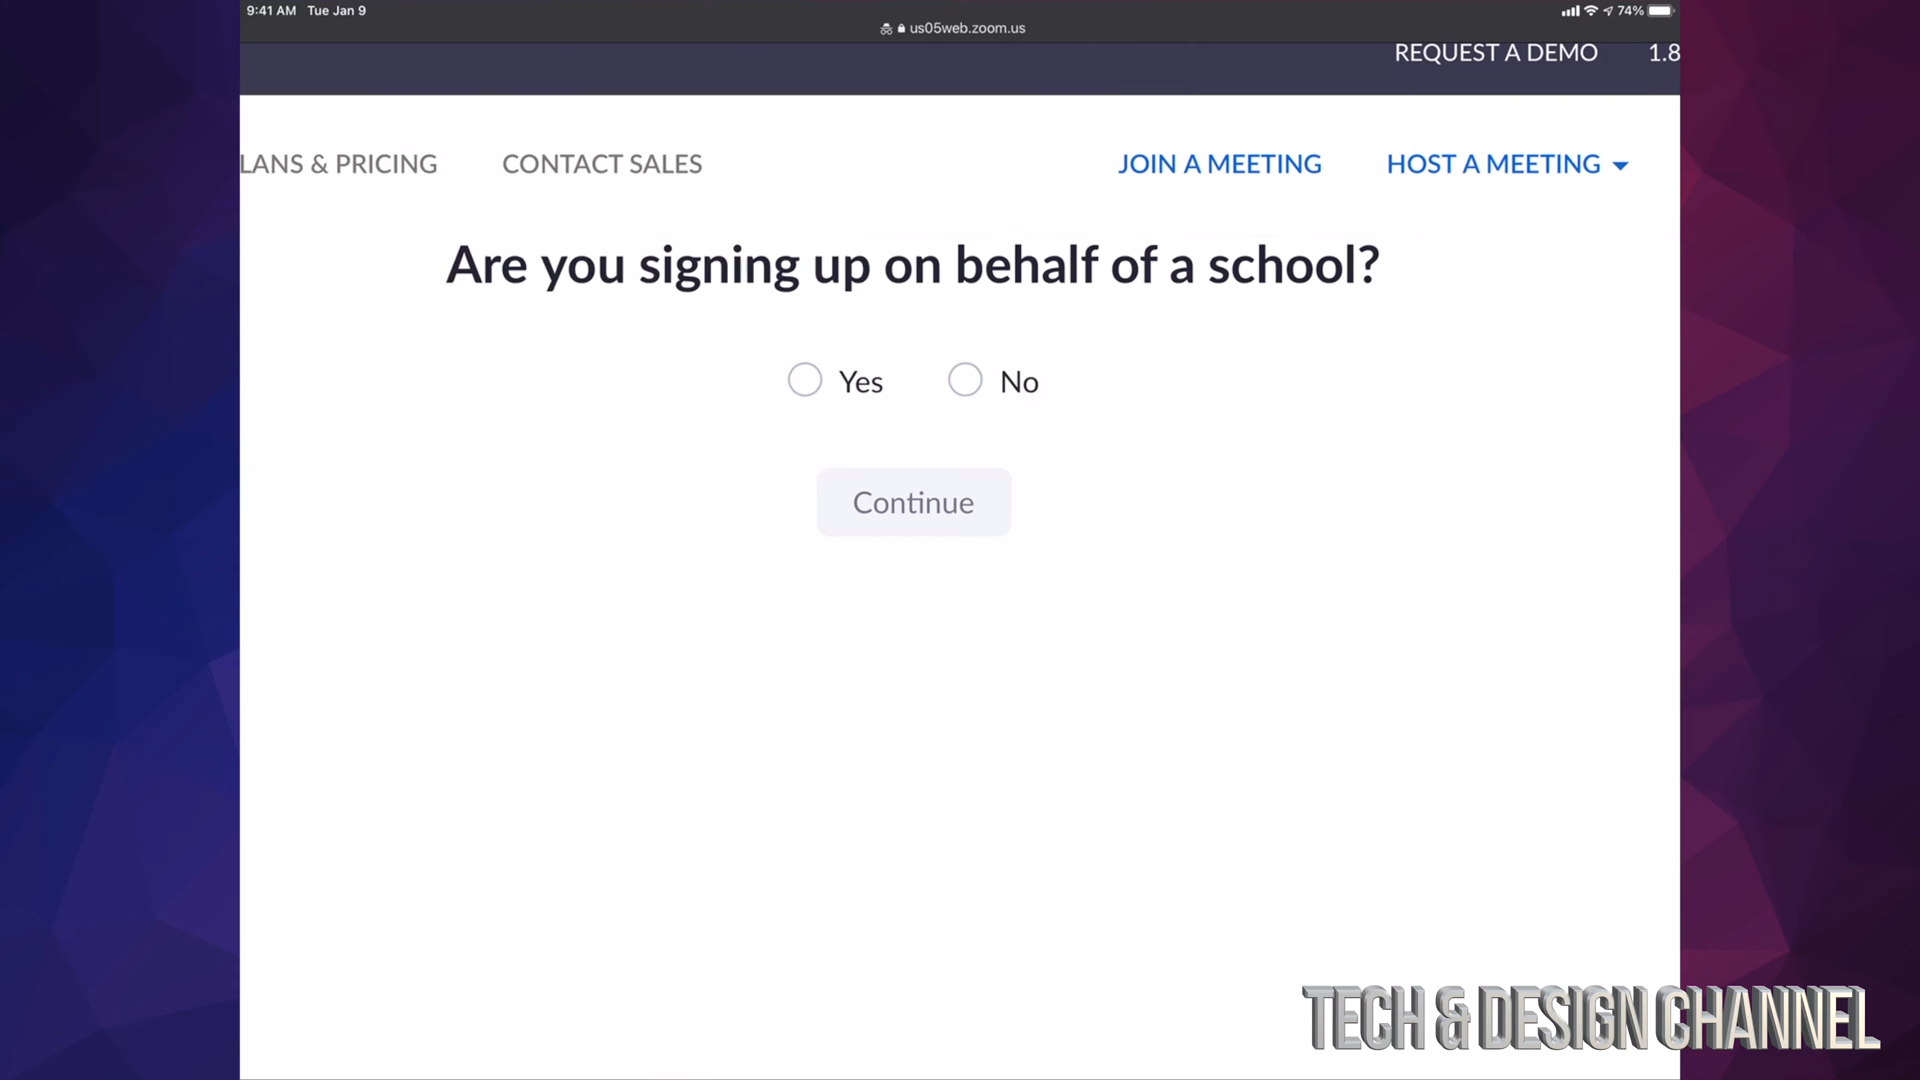 9:41 AM Tue Jan 9
74%
us05web.zoom.us
REQUEST A DEMO 1.8
LANS & PRICING CONTACT SALES JOIN A MEETING HOST A MEETING
Are you signing up on behalf of a school?
Yes No
Continue
TECH & DESIGN CHANNEL